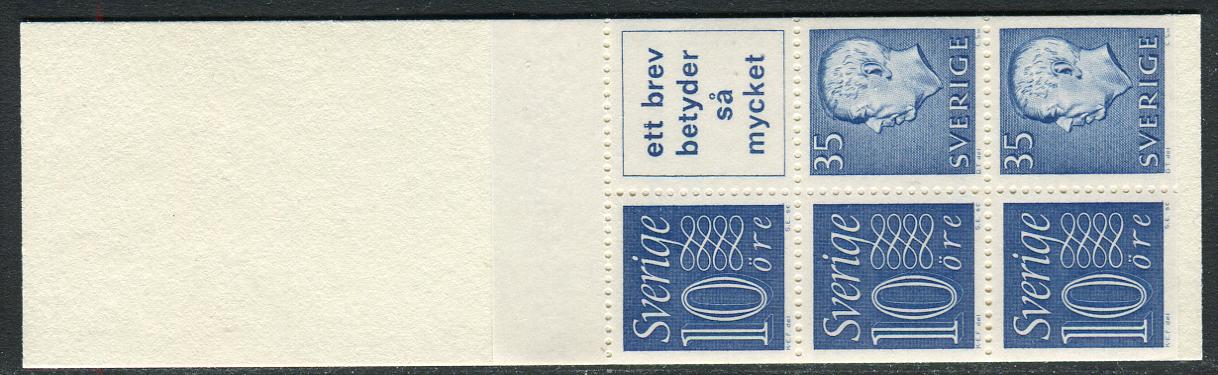 ett brev
betyder
så
mycket
35
SVERIGE
35
SVERIGE
Sverige
10 öre
Sverige
10 öre
Sverige
10 öre